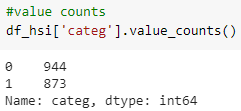 #value counts
df_hsi['categ'].value_counts()
0    944
1    873
Name: categ, dtype: int64